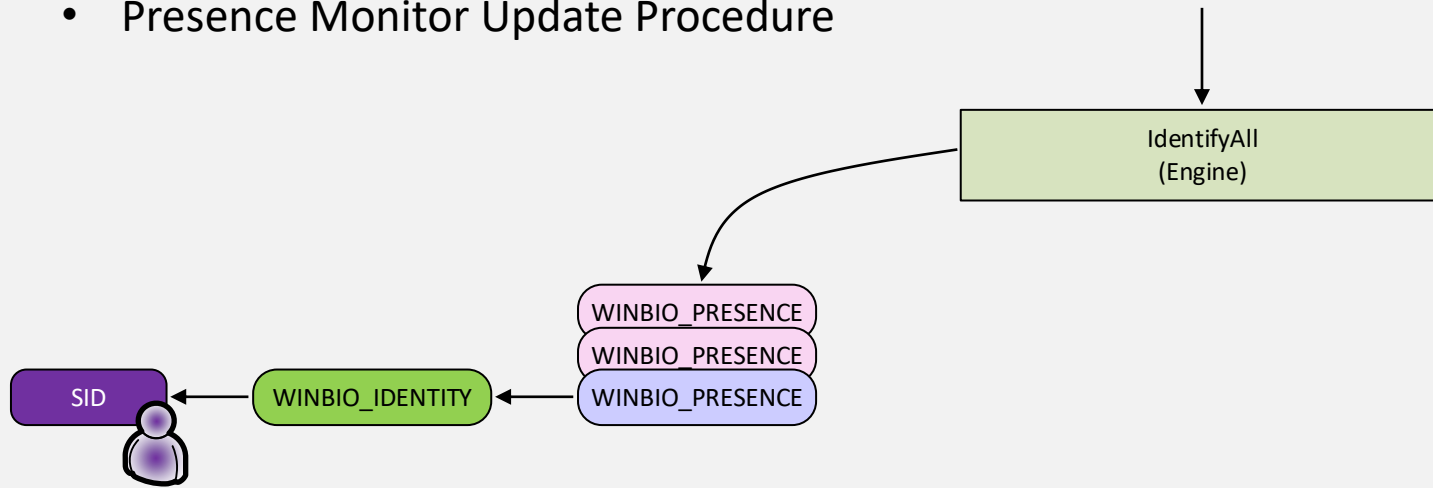 • Presence Monitor Update Procedure
IdentifyAll
(Engine)
WINBIO_PRESENCE
WINBIO_PRESENCE
SID
WINBIO_IDENTITY
WINBIO_PRESENCE